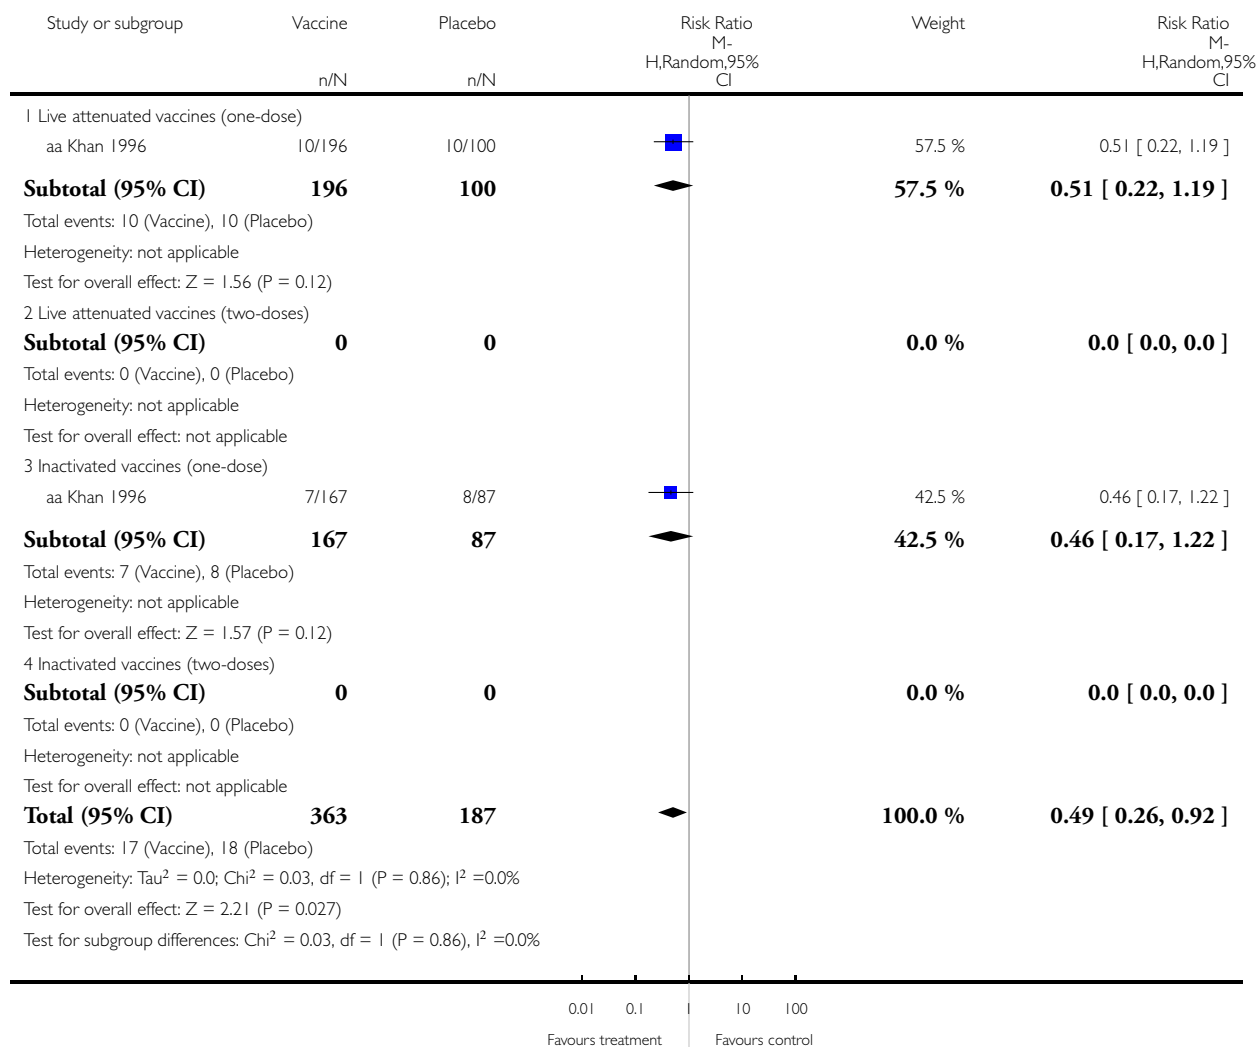 Study or subgroup Vaccine Placebo Risk Ratio Weight Risk Ratio
M- M-
H,Random,95% H,Random,95%
n/N n/N CI CI
1 Live attenuated vaccines (one-dose)
aa Khan 1996 10/196 10/100 57.5 % 0.51 [ 0.22, 1.19 ]
Subtotal (95% CI) 196 100 57.5 % 0.51 [ 0.22, 1.19 ]
Total events: 10 (Vaccine), 10 (Placebo)
Heterogeneity: not applicable
Test for overall effect: Z = 1.56 (P = 0.12)
2 Live attenuated vaccines (two-doses)
Subtotal (95% CI) 0 0 0.0 % 0.0 [ 0.0, 0.0 ]
Total events: 0 (Vaccine), 0 (Placebo)
Heterogeneity: not applicable
Test for overall effect: not applicable
3 Inactivated vaccines (one-dose)
aa Khan 1996 7/167 8/87 42.5 % 0.46 [ 0.17, 1.22 ]
Subtotal (95% CI) 167 87 42.5 % 0.46 [ 0.17, 1.22 ]
Total events: 7 (Vaccine), 8 (Placebo)
Heterogeneity: not applicable
Test for overall effect: Z = 1.57 (P = 0.12)
4 Inactivated vaccines (two-doses)
Subtotal (95% CI) 0 0 0.0 % 0.0 [ 0.0, 0.0 ]
Total events: 0 (Vaccine), 0 (Placebo)
Heterogeneity: not applicable
Test for overall effect: not applicable
Total (95% CI) 363 187 100.0 % 0.49 [ 0.26, 0.92 ]
Total events: 17 (Vaccine), 18 (Placebo)
Heterogeneity: Tau² = 0.0; Chi² = 0.03, df = 1 (P = 0.86); I² =0.0%
Test for overall effect: Z = 2.21 (P = 0.027)
Test for subgroup differences: Chi² = 0.03, df = 1 (P = 0.86), I² =0.0%
0.01 0.1 1 10 100
Favours treatment Favours control